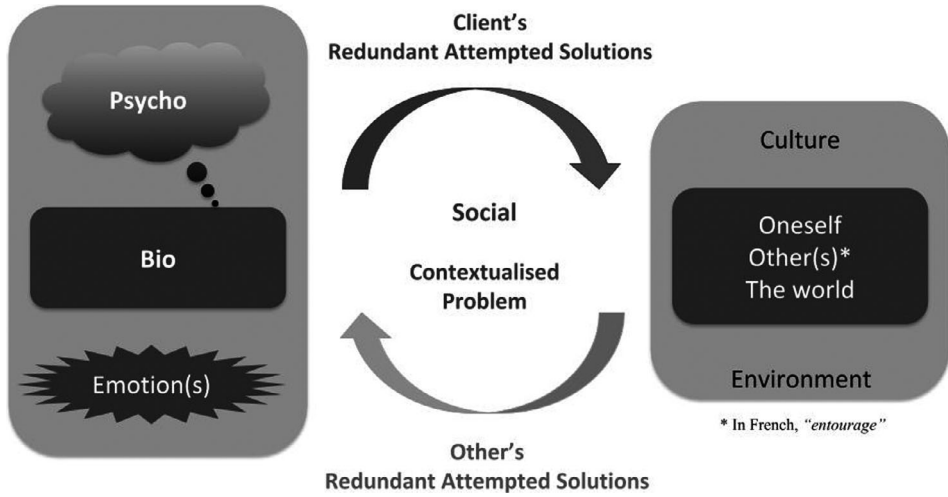 Psycho
Bio
Emotion(s)
Client's
Redundant Attempted Solutions
Social
Contextualised
Problem
Other's
Redundant Attempted Solutions
Culture
Oneself
Other(s)*
The world
Environment
* In French, “entourage”